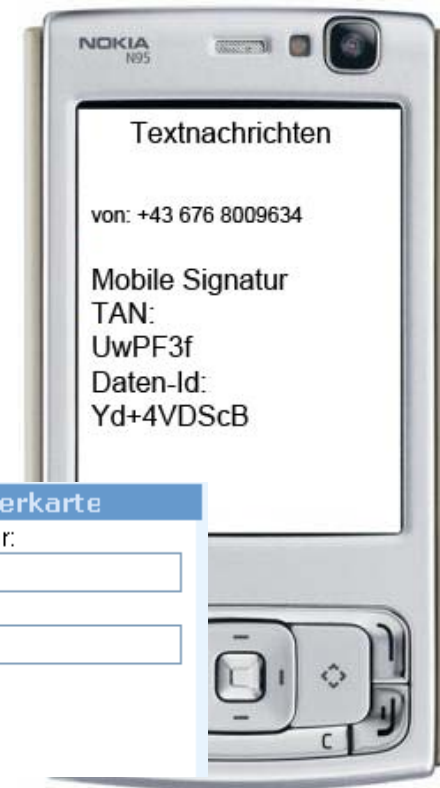 NOKIA
N95
Textnachrichten
von: +43 676 8009634
Mobile Signatur
TAN:
UwPF3f
Daten-Id:
Yd+4VDScB
erkarte
r:
C